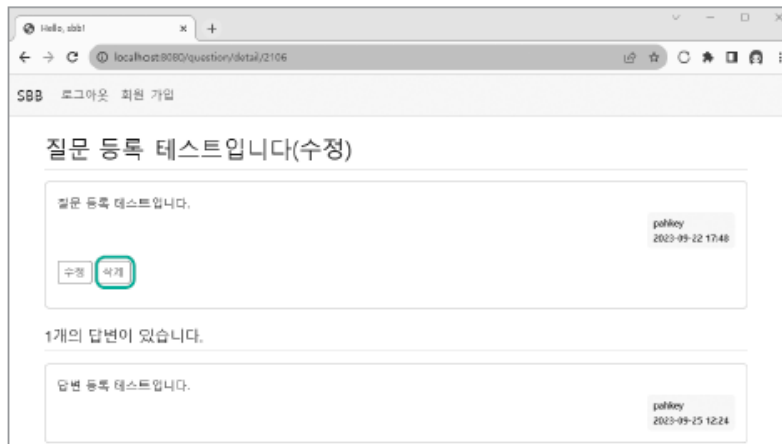 Hello, sbb!
localhost:8080/question/detail/2106
SBB 로그아웃 회원 가입
질문 등록 테스트입니다(수정)
질문 등록 테스트입니다.
pahkey
2023-09-22 17:48
수정 삭제
1개의 답변이 있습니다.
답변 등록 테스트입니다.
pahkey
2023-09-25 12:24